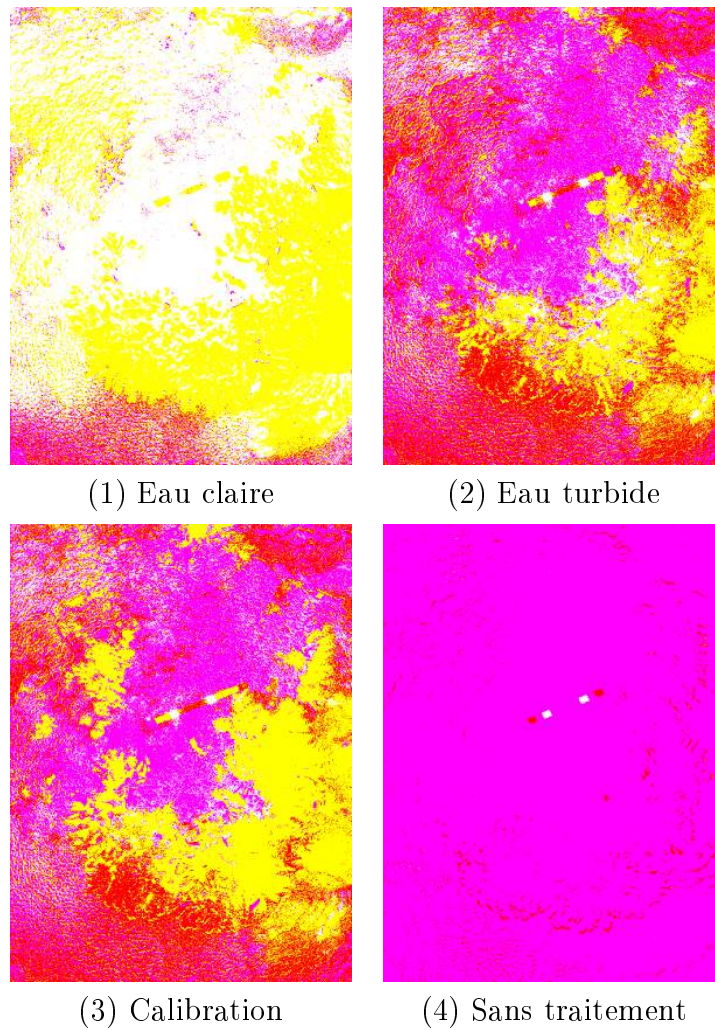 (1) Eau claire
(2) Eau turbide
(3) Calibration
(4) Sans traitement